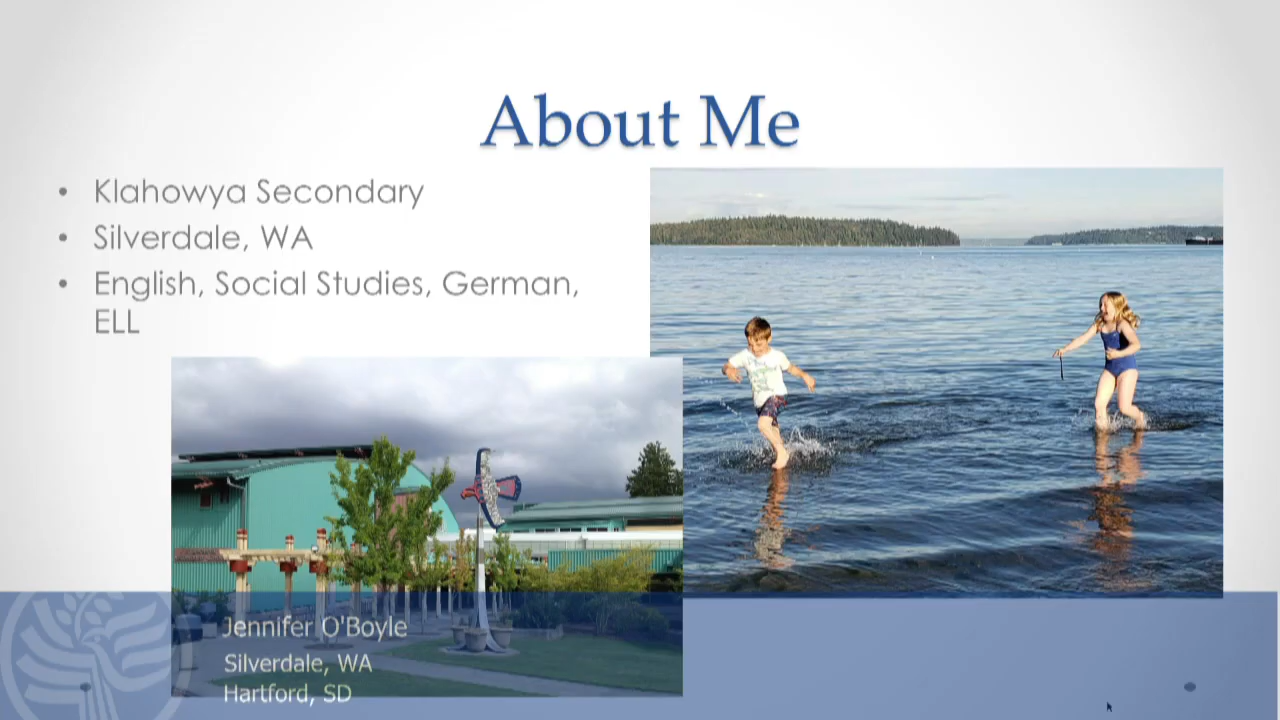 About Me
• Klahowya Secondary
• Silverdale, WA
• English, Social Studies, German,
ELL
Jennifer O'Boyle
Silverdale, WA
Hartford, SD